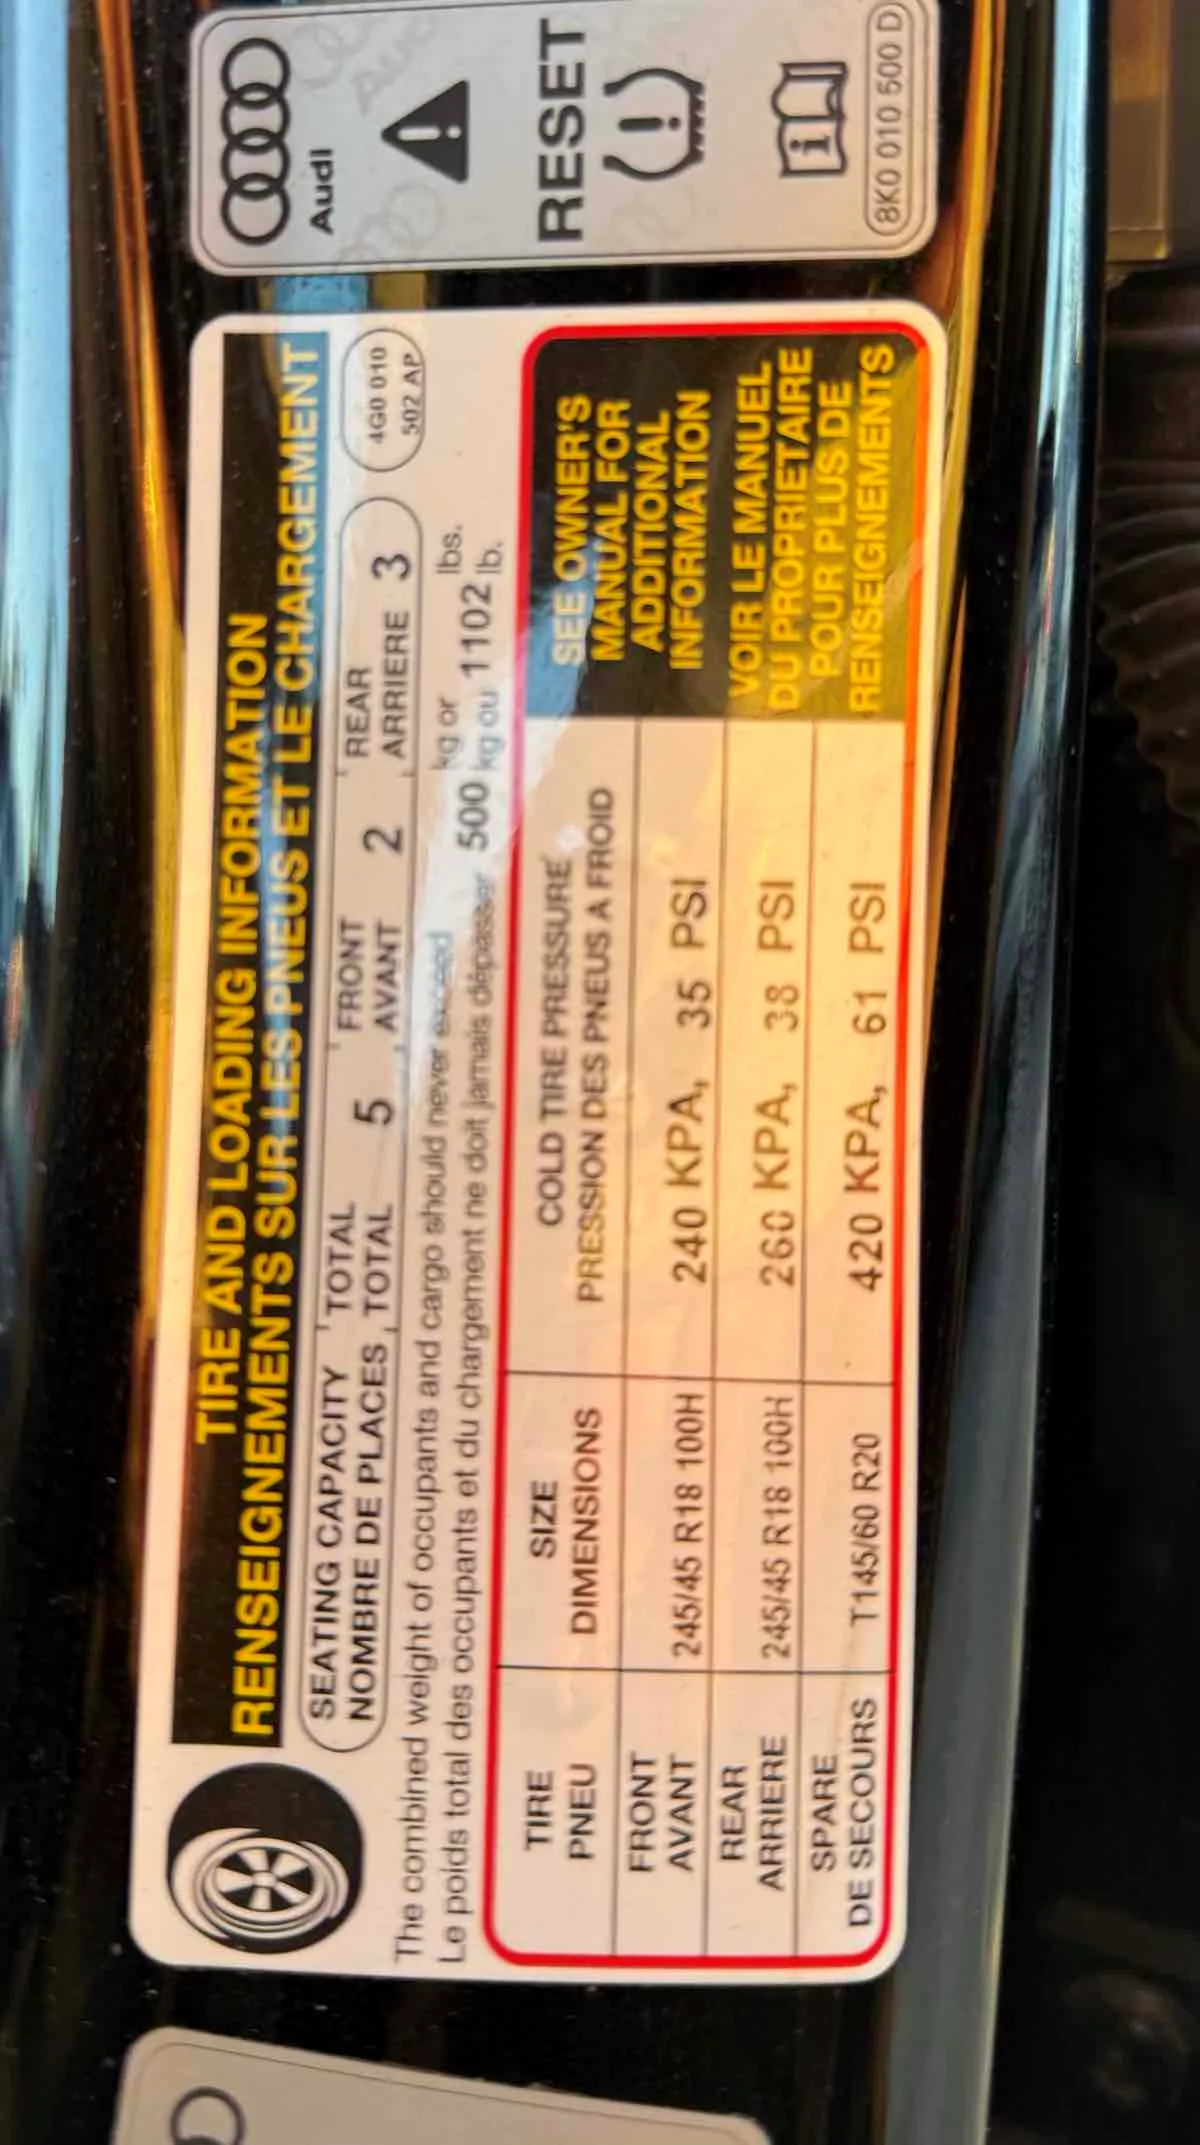 TIRE AND LOADING INFORMATION
RENSEIGNEMENTS SUR LES PNEUS ET LE CHARGEMENT
SEATING CAPACITY TOTAL FRONT REAR
NOMBRE DE PLACES TOTAL 5 AVANT 2 ARRIERE 3
4G0 010
502 AP
The combined weight of occupants and cargo should never exceed kg or lbs.
Le poids total des occupants et du chargement ne doit jamais dépasser 500 kg ou 1102 lb.
TIRE SIZE COLD TIRE PRESSURE
PNEU DIMENSIONS PRESSION DES PNEUS A FROID
FRONT
AVANT 245/45 R18 100H 240 KPA, 35 PSI
REAR
ARRIERE 245/45 R18 100H 260 KPA, 38 PSI
SPARE
DE SECOURS T145/60 R20 420 KPA, 61 PSI
SEE OWNER'S
MANUAL FOR
ADDITIONAL
INFORMATION
VOIR LE MANUEL
DU PROPRIETAIRE
POUR PLUS DE
RENSEIGNEMENTS
Audi
Audi
RESET
8K0 010 500 D